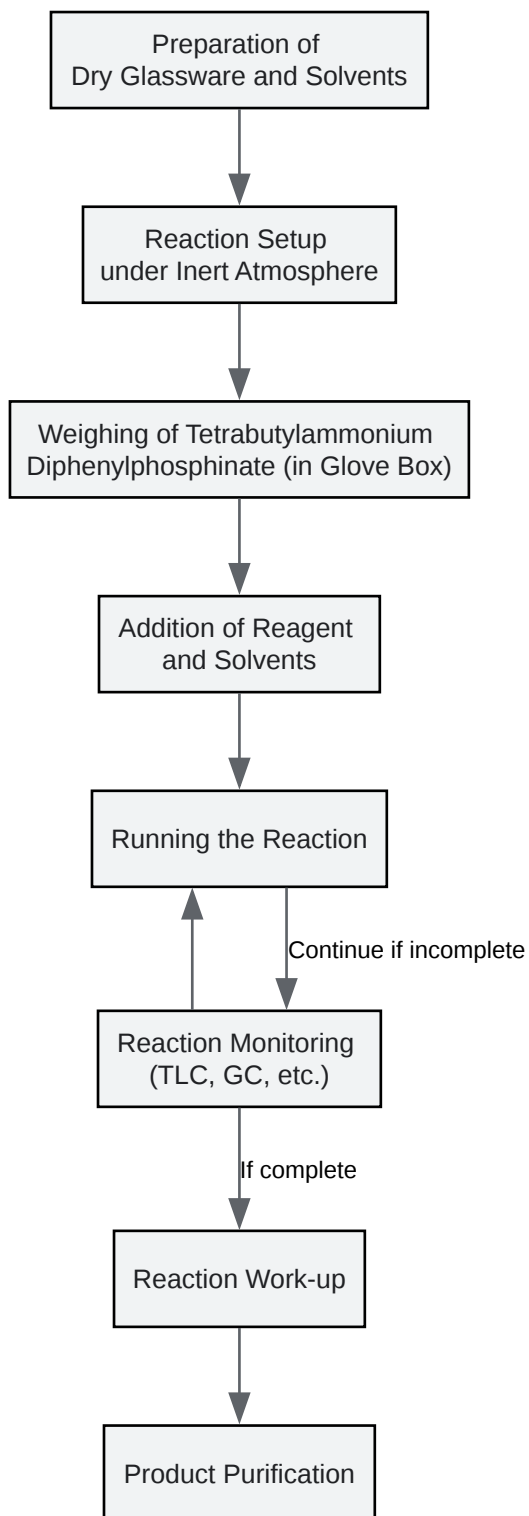 Preparation of
Dry Glassware and Solvents
Reaction Setup
under Inert Atmosphere
Weighing of Tetrabutylammonium
Diphenylphosphinate (in Glove Box)
Addition of Reagent
and Solvents
Running the Reaction
Continue if incomplete
Reaction Monitoring
(TLC, GC, etc.)
If complete
Reaction Work-up
Product Purification